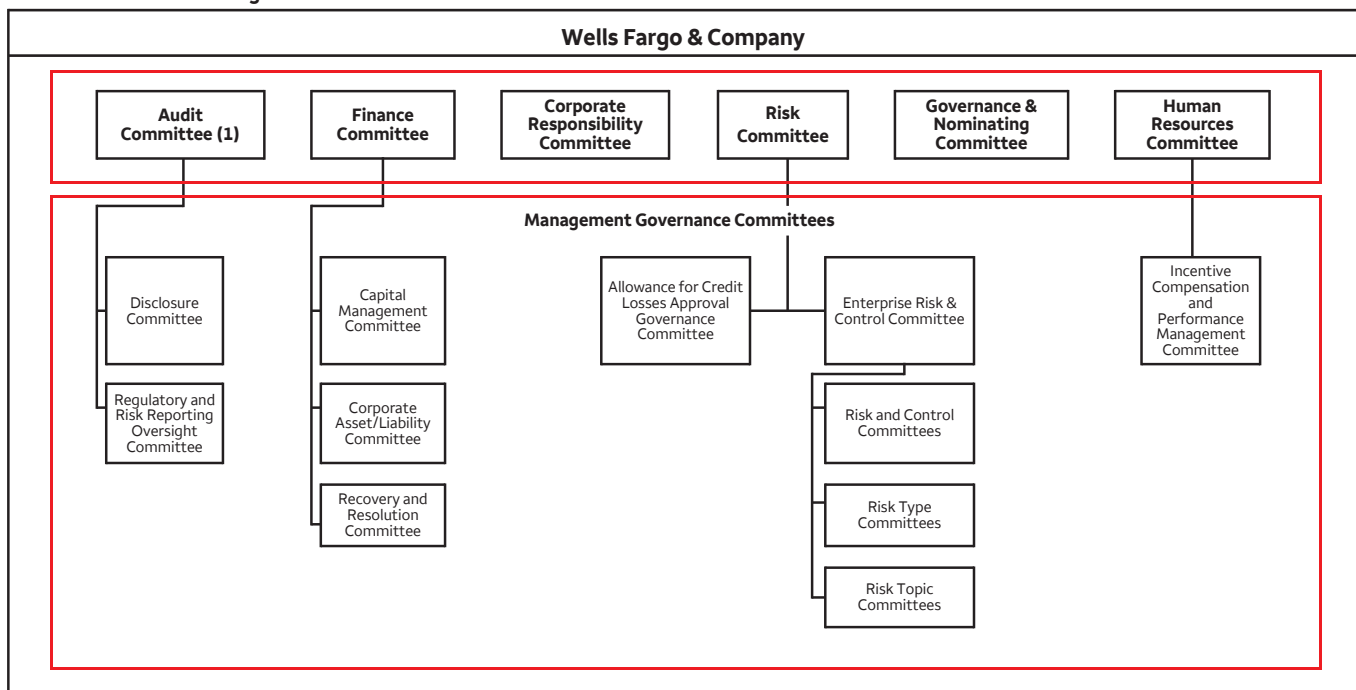 Wells Fargo & Company
Audit
Committee (1)
Finance
Committee
Corporate
Responsibility
Committee
Risk
Committee
Governance &
Nominating
Committee
Human
Resources
Committee
Management Governance Committees
Disclosure
Committee
Capital
Management
Committee
Allowance for Credit
Losses Approval
Governance
Committee
Enterprise Risk &
Control Committee
Incentive
Compensation
and
Performance
Management
Committee
Regulatory and
Risk Reporting
Oversight
Committee
Corporate
Asset/Liability
Committee
Risk and Control
Committees
Recovery and
Resolution
Committee
Risk Type
Committees
Risk Topic
Committees